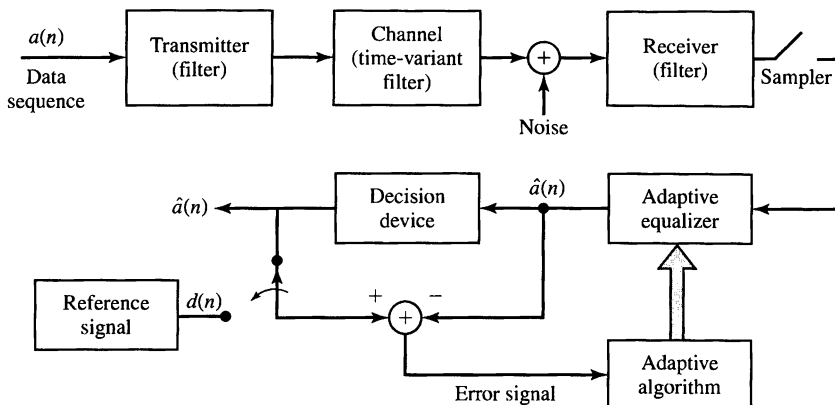 a(n)
Data
sequence
Transmitter
(filter)
Channel
(time-variant
filter)
+
Noise
Receiver
(filter)
Sampler
â(n)
Decision
device
â(n)
Adaptive
equalizer
Reference
signal
d(n)
+
+
−
Error signal
Adaptive
algorithm